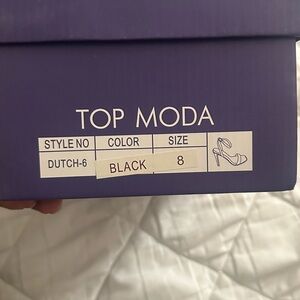 TOP MODA
STYLE NO COLOR SIZE
DUTCH-6 BLACK 8